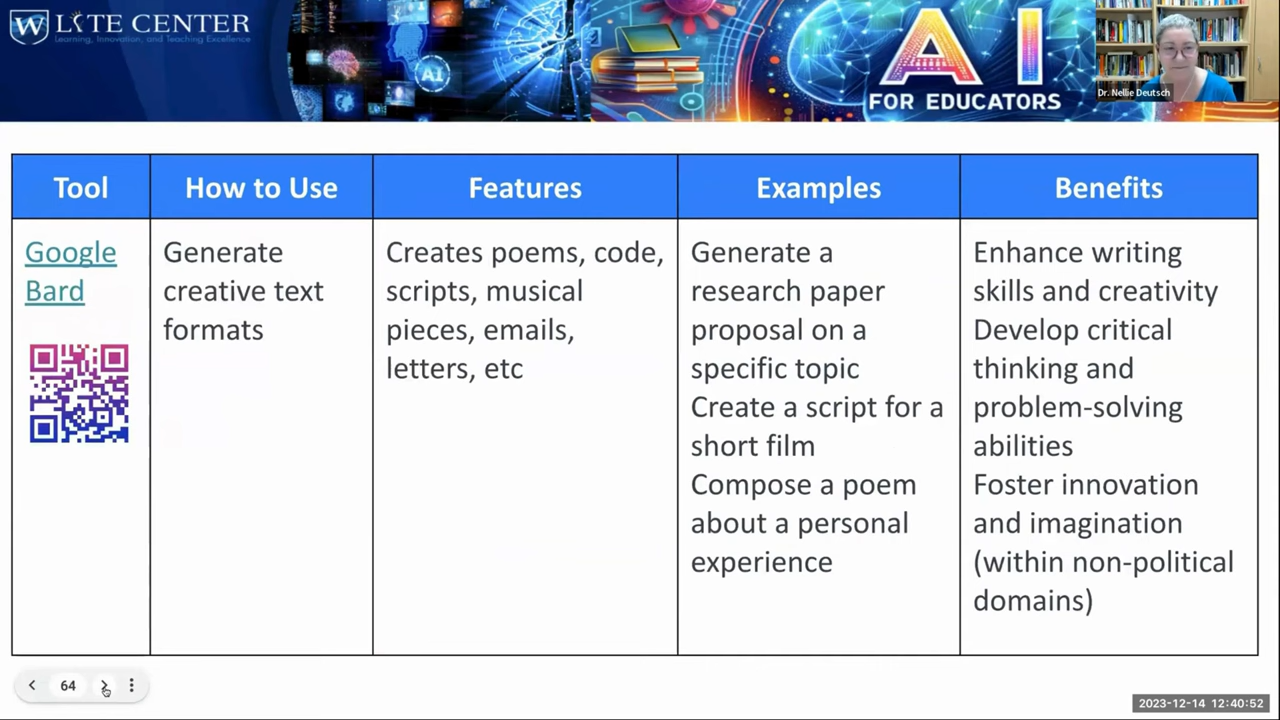 LITE CENTER
Learning, Innovation, and Teaching Excellence
AI
AI
FOR EDUCATORS
Dr. Nellie Deutsch
Tool
How to Use
Features
Examples
Benefits
Google
Bard
Generate
creative text
formats
Creates poems, code,
scripts, musical
pieces, emails,
letters, etc
Generate a
research paper
proposal on a
specific topic
Create a script for a
short film
Compose a poem
about a personal
experience
Enhance writing
skills and creativity
Develop critical
thinking and
problem-solving
abilities
Foster innovation
and imagination
(within non-political
domains)
64
2023-12-14 12:40:52